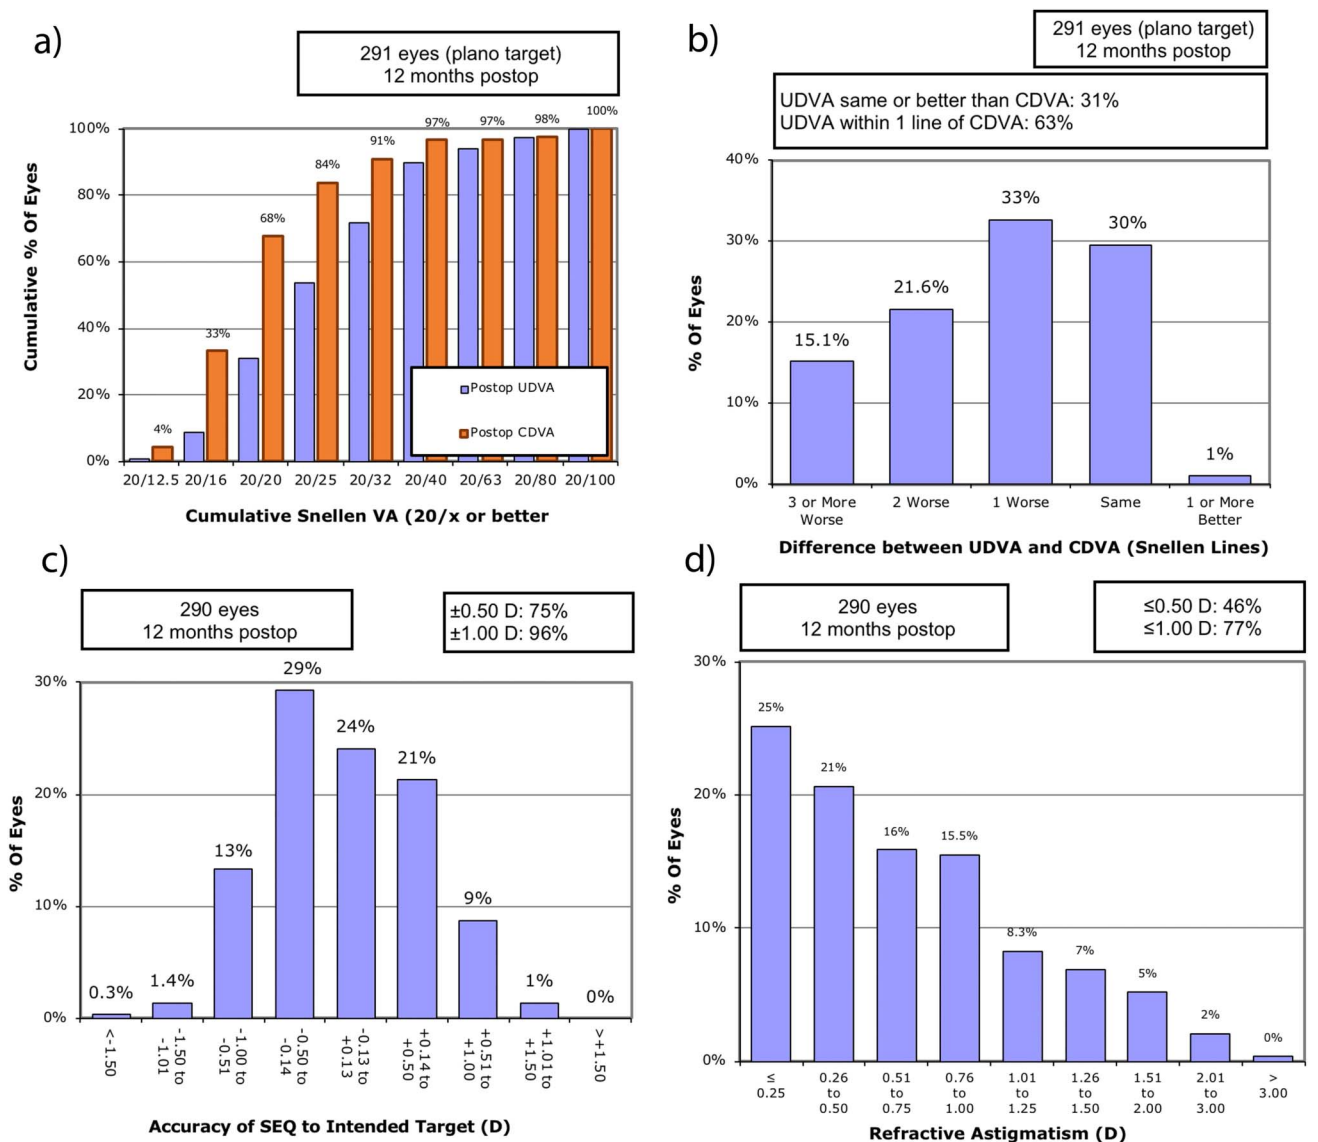 a)
291 eyes (plano target)
12 months postop
Cumulative % Of Eyes
100%
80%
60%
40%
20%
0%
4%
33%
68%
84%
91%
97%
97%
98%
100%
Postop UDVA
Postop CDVA
20/12.5 20/16 20/20 20/25 20/32 20/40 20/63 20/80 20/100
Cumulative Snellen VA (20/x or better
b)
291 eyes (plano target)
12 months postop
UDVA same or better than CDVA: 31%
UDVA within 1 line of CDVA: 63%
% Of Eyes
40%
30%
20%
10%
0%
15.1%
21.6%
33%
30%
1%
3 or More
Worse
2 Worse
1 Worse
Same
1 or More
Better
Difference between UDVA and CDVA (Snellen Lines)
c)
290 eyes
12 months postop
±0.50 D: 75%
±1.00 D: 96%
% Of Eyes
30%
20%
10%
0%
0.3%
1.4%
13%
29%
24%
21%
9%
1%
0%
<-1.50
-1.50 to
-1.01
-1.00 to
-0.51
-0.50 to
-0.14
-0.13 to
+0.13
+0.14 to
+0.50
+0.51 to
+1.00
+1.01 to
+1.50
>+1.50
Accuracy of SEQ to Intended Target (D)
d)
290 eyes
12 months postop
≤0.50 D: 46%
≤1.00 D: 77%
% Of Eyes
30%
20%
10%
0%
25%
21%
16%
15.5%
8.3%
7%
5%
2%
0%
≤
0.25
0.26
to
0.50
0.51
to
0.75
0.76
to
1.00
1.01
to
1.25
1.26
to
1.50
1.51
to
2.00
2.01
to
3.00
>
3.00
Refractive Astigmatism (D)